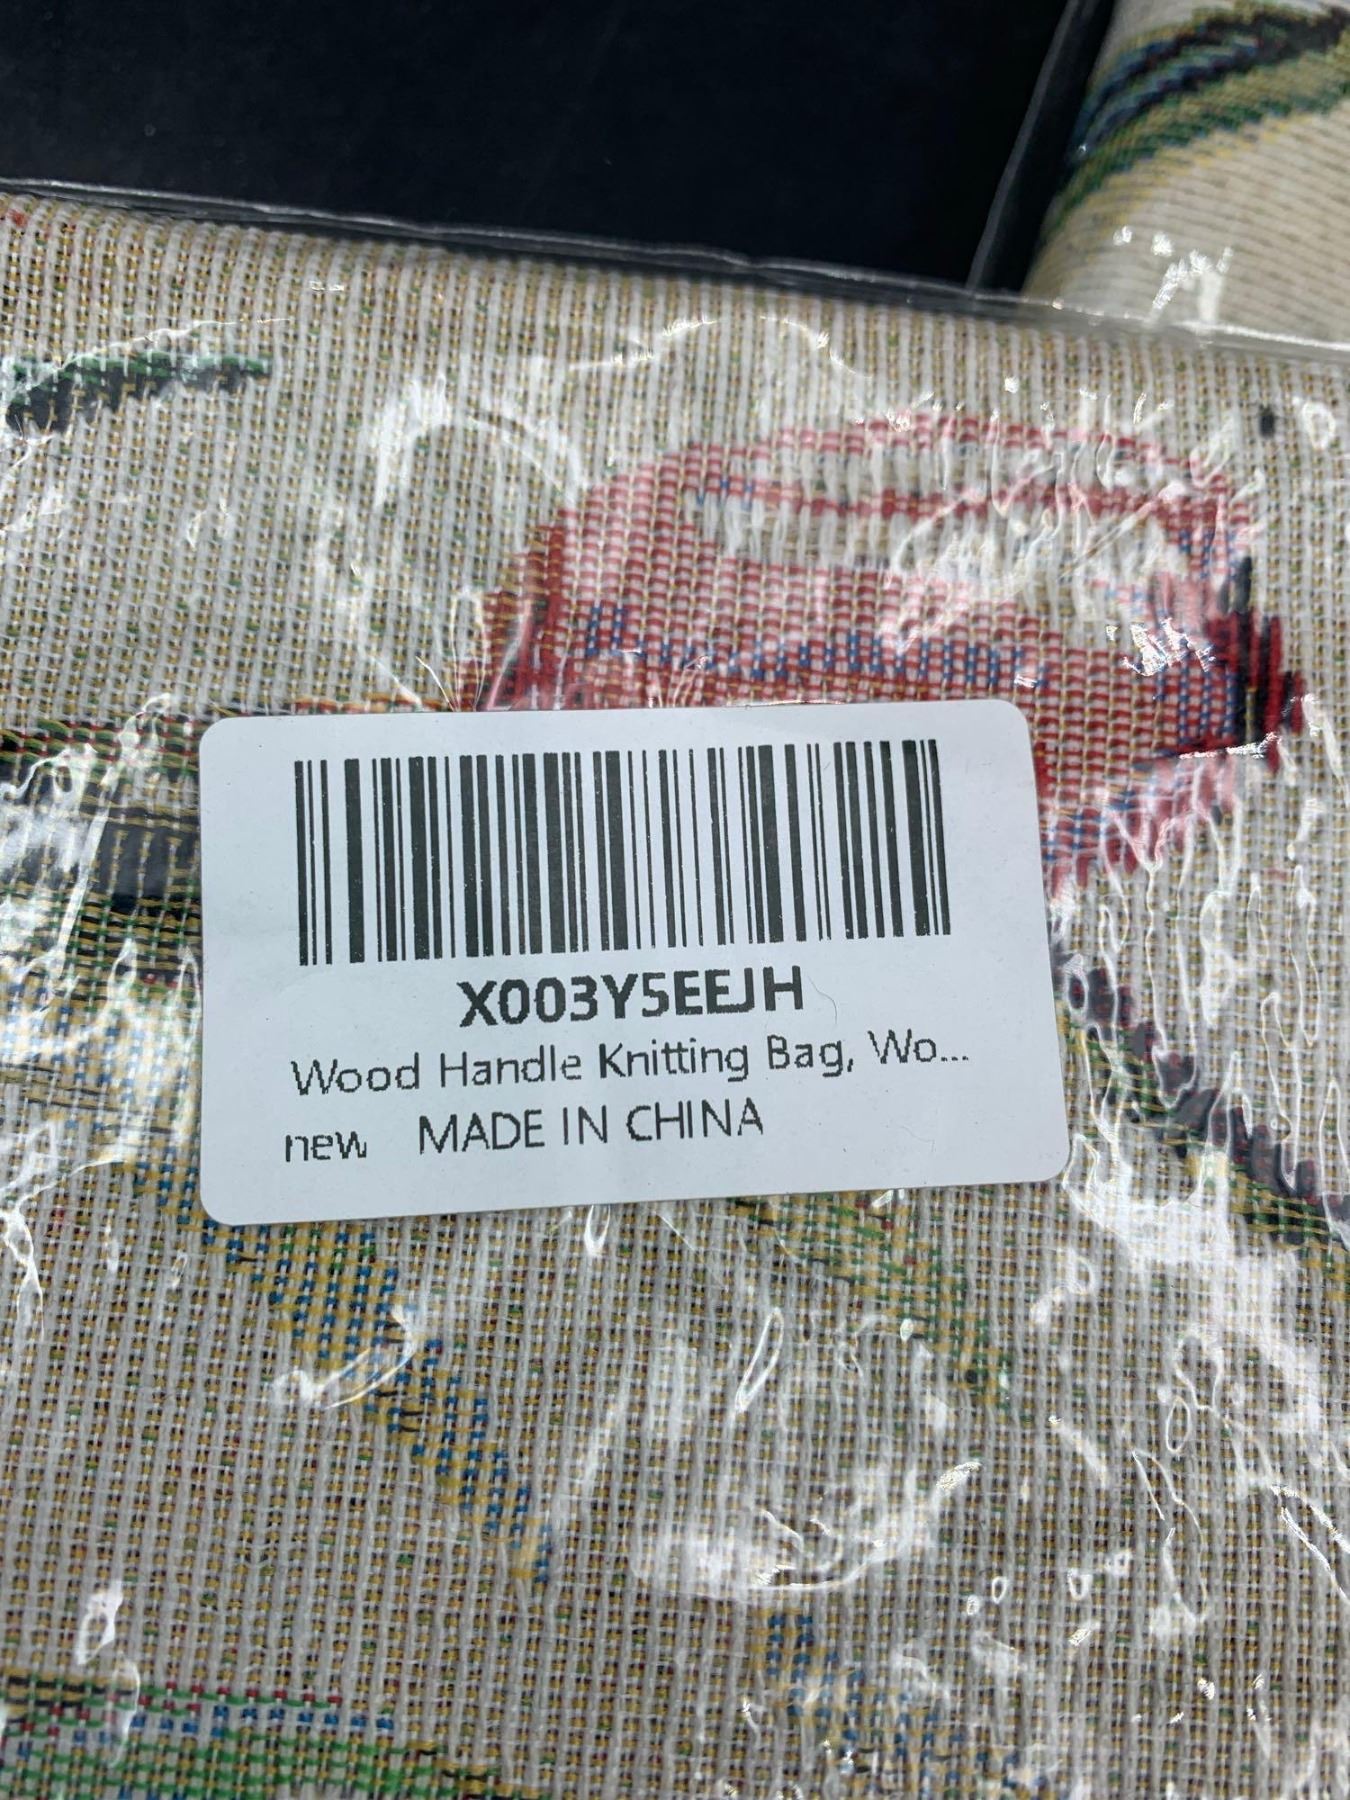 X003Y5EEJH
Wood Handle Knitting Bag, Wo...
new MADE IN CHINA